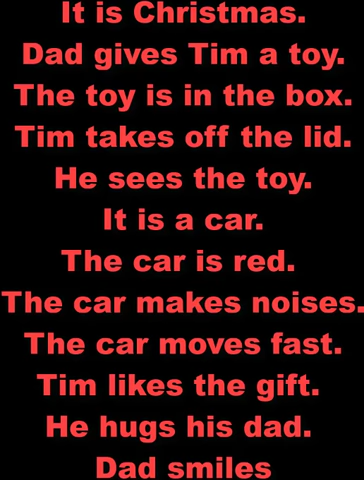 It is Christmas.
Dad gives Tim a toy.
The toy is in the box.
Tim takes off the lid.
He sees the toy.
It is a car.
The car is red.
The car makes noises.
The car moves fast.
Tim likes the gift.
He hugs his dad.
Dad smiles